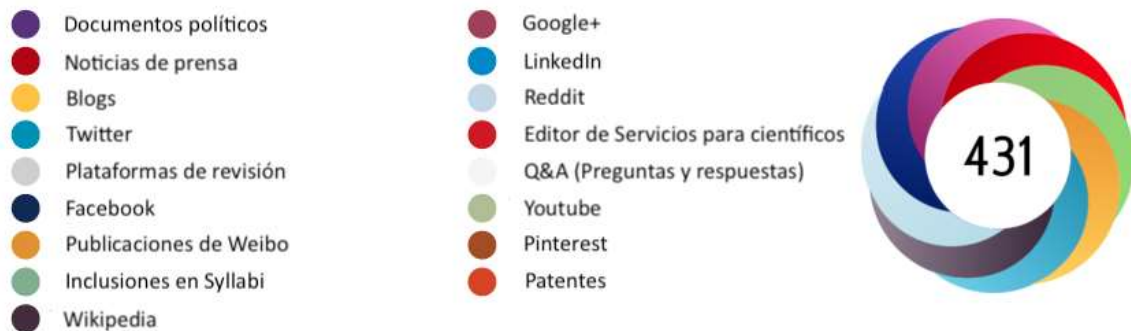 Documentos políticos
Noticias de prensa
Blogs
Twitter
Plataformas de revisión
Facebook
Publicaciones de Weibo
Inclusiones en Syllabi
Wikipedia
Google+
LinkedIn
Reddit
Editor de Servicios para científicos
Q&A (Preguntas y respuestas)
Youtube
Pinterest
Patentes
431